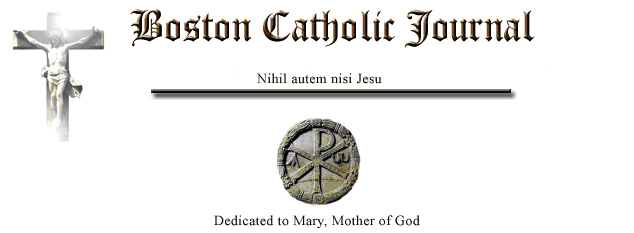 Boston Catholic Journal
Nihil autem nisi Jesu
Α Ρ ω
Dedicated to Mary, Mother of God